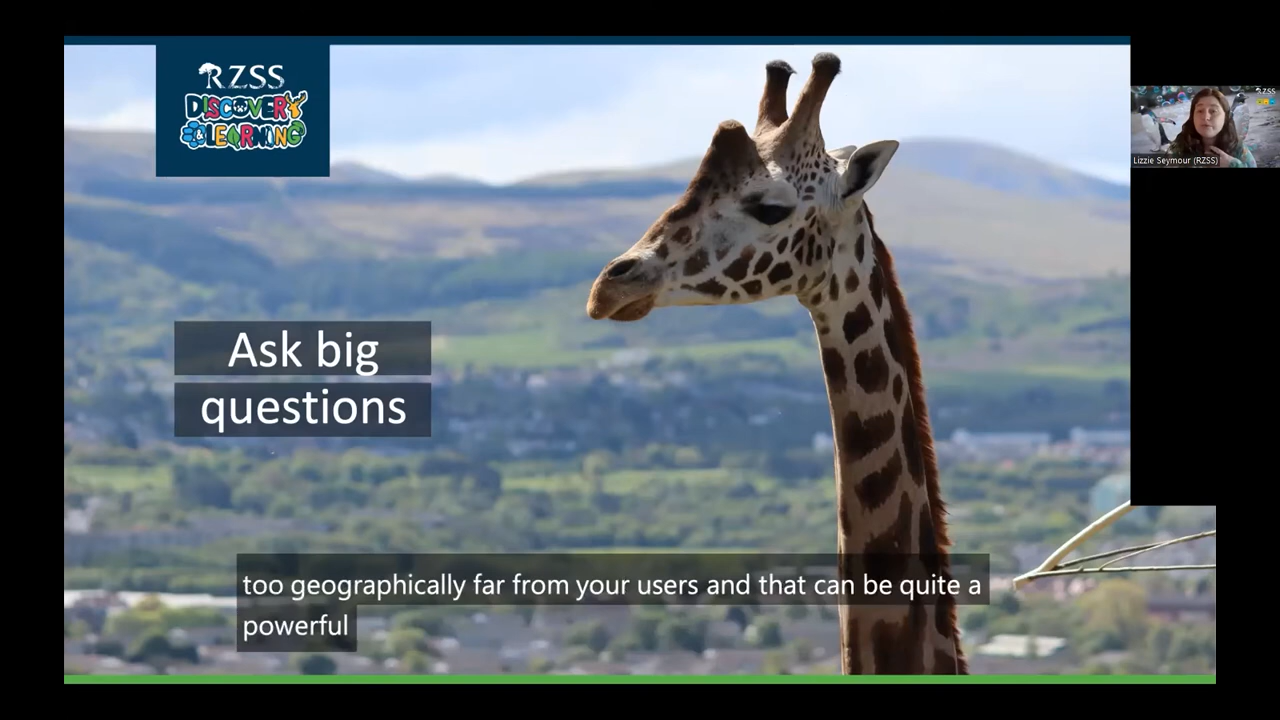 RZSS
DISCOVERY
& LEARNING
RZSS
Lizzie Seymour (RZSS)
Ask big
questions
too geographically far from your users and that can be quite a
powerful